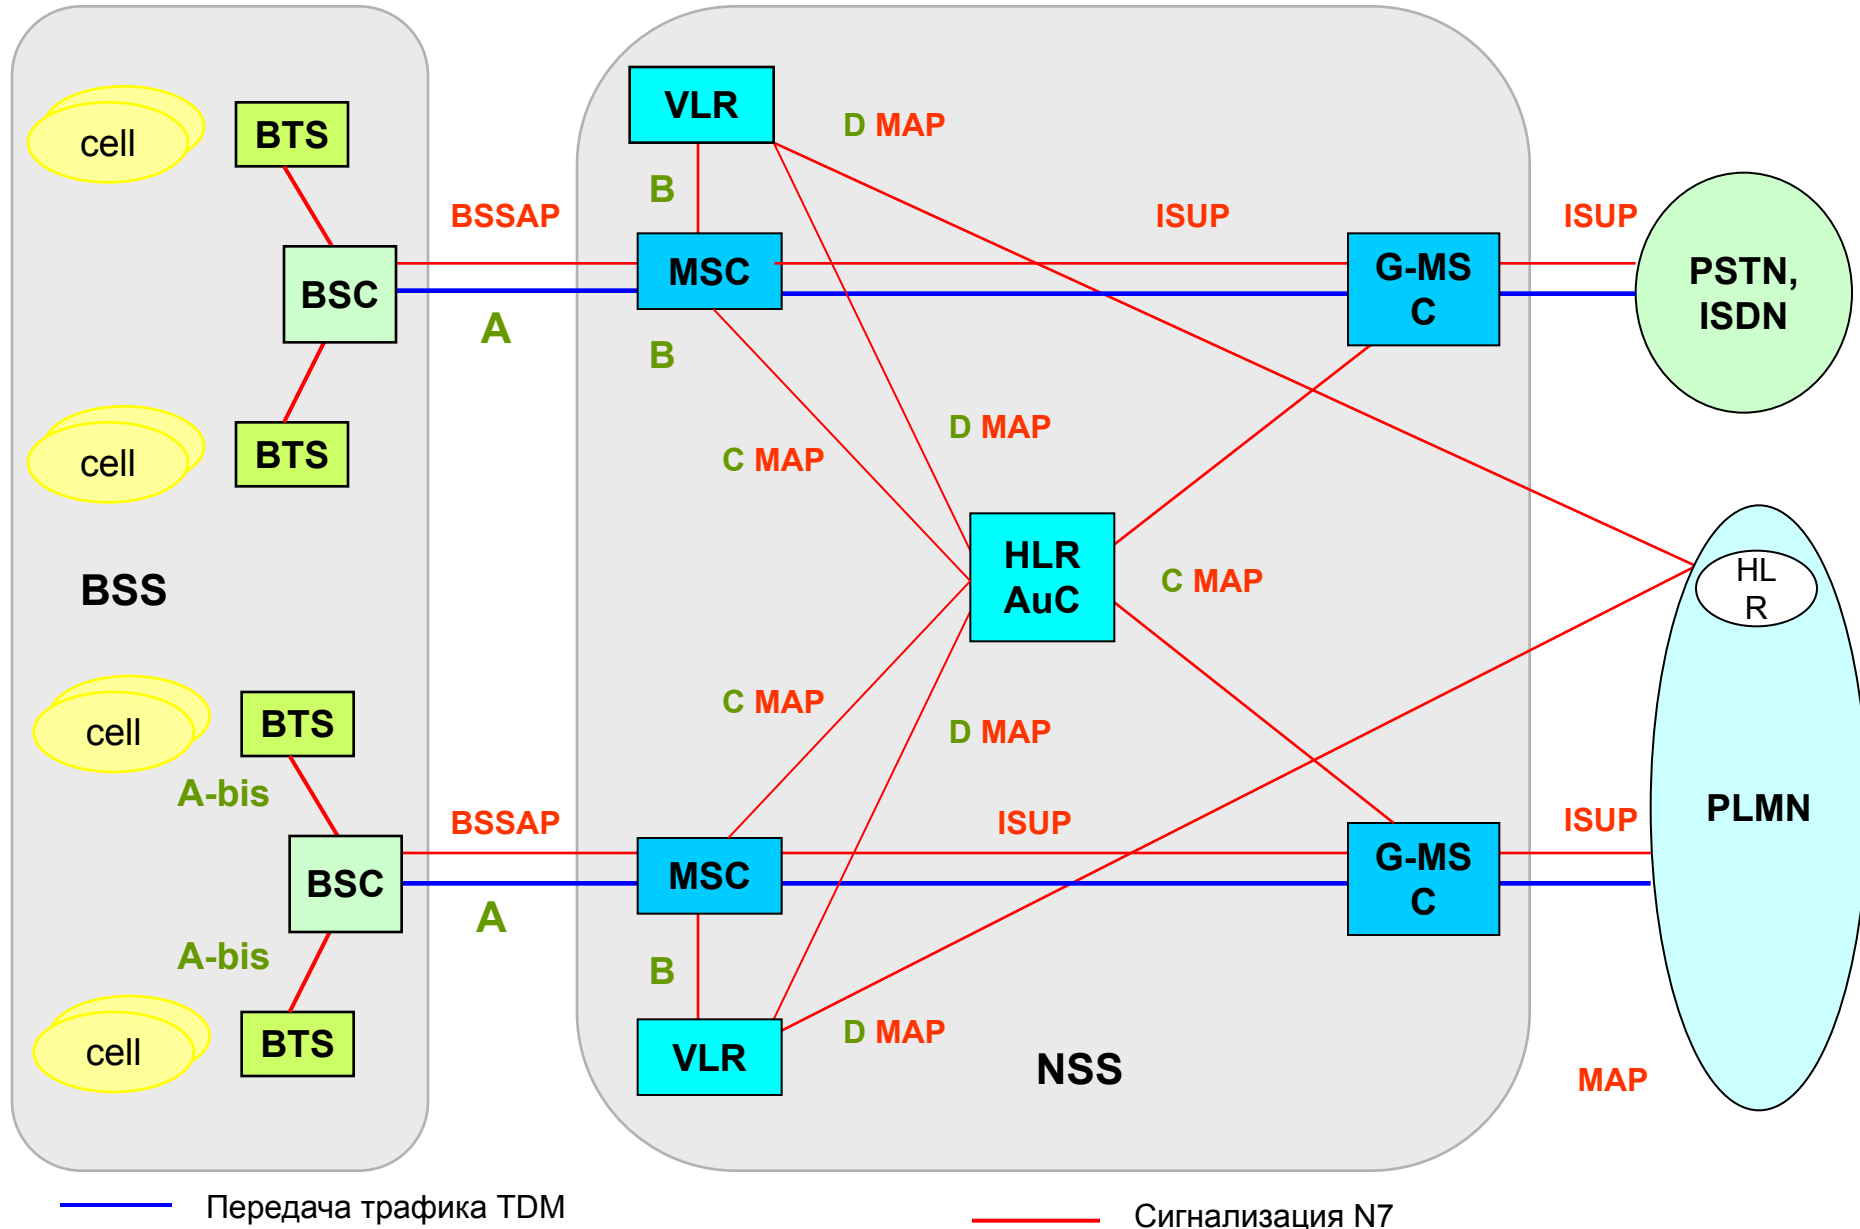 VLR
D MAP
cell
BTS
B
BSSAP
ISUP
ISUP
MSC
G-MS
C
PSTN,
ISDN
BSC
A
B
cell
BTS
D MAP
C MAP
HLR
AuC
C MAP
HL
R
BSS
cell
BTS
C MAP
D MAP
A-bis
BSSAP
ISUP
ISUP
PLMN
BSC
MSC
G-MS
C
A
A-bis
B
cell
BTS
VLR
D MAP
NSS
MAP
Передача трафика TDM
Сигнализация N7